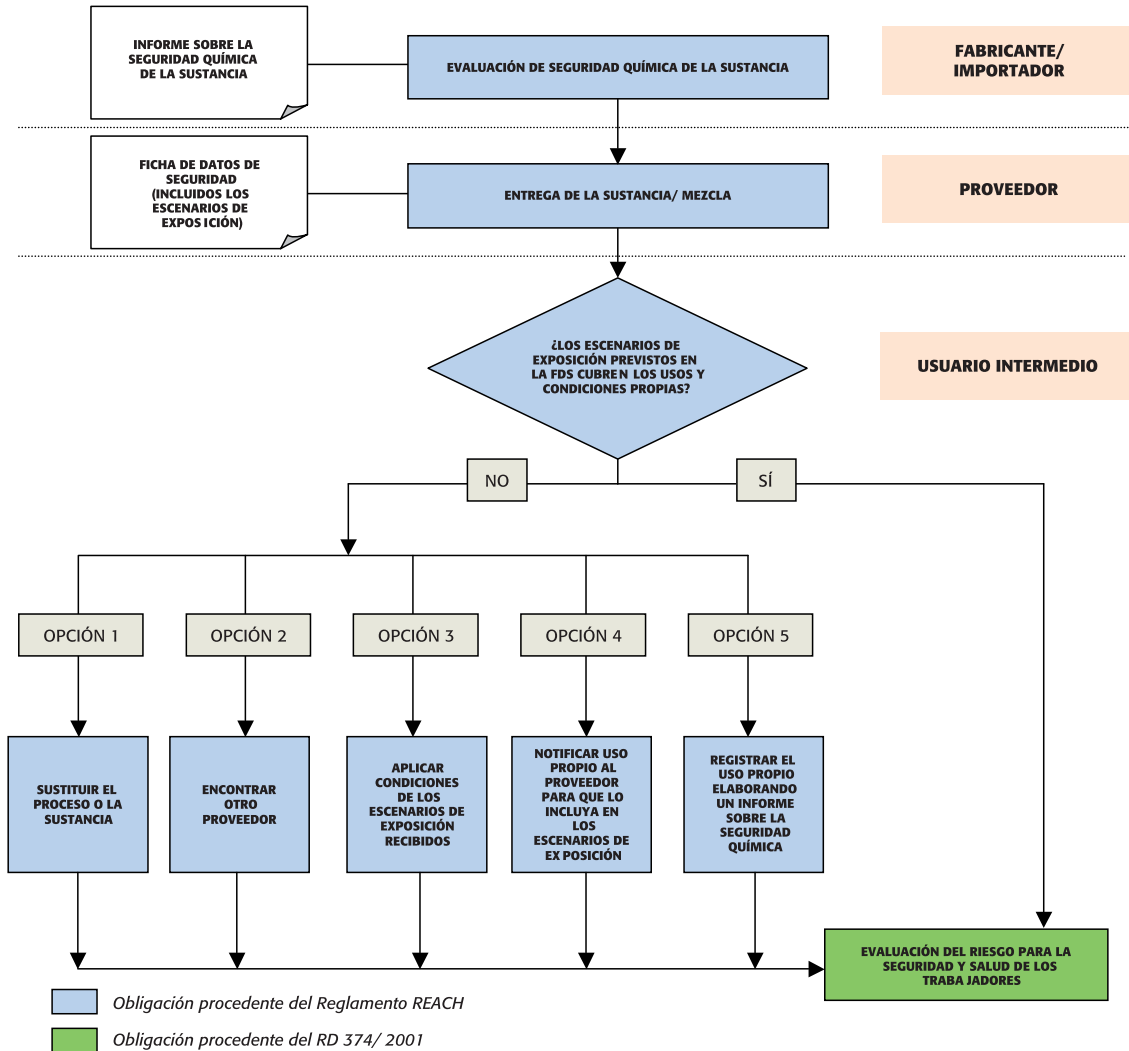 INFORME SOBRE LA
SEGURIDAD QUÍMICA
DE LA SUSTANCIA
EVALUACIÓN DE SEGURIDAD QUÍMICA DE LA SUSTANCIA
FABRICANTE/
IMPORTADOR
FICHA DE DATOS DE
SEGURIDAD
(INCLUIDOS LOS
ESCENARIOS DE
EXPOSICIÓN)
ENTREGA DE LA SUSTANCIA/ MEZCLA
PROVEEDOR
¿LOS ESCENARIOS DE
EXPOSICIÓN PREVISTOS EN
LA FDS CUBREN LOS USOS Y
CONDICIONES PROPIAS?
USUARIO INTERMEDIO
NO
SÍ
OPCIÓN 1
OPCIÓN 2
OPCIÓN 3
OPCIÓN 4
OPCIÓN 5
SUSTITUIR EL
PROCESO O LA
SUSTANCIA
ENCONTRAR
OTRO
PROVEEDOR
APLICAR
CONDICIONES
DE LOS
ESCENARIOS DE
EXPOSICIÓN
RECIBIDOS
NOTIFICAR USO
PROPIO AL
PROVEEDOR
PARA QUE LO
INCLUYA EN
LOS
ESCENARIOS DE
EXPOSICIÓN
REGISTRAR EL
USO PROPIO
ELABORANDO
UN INFORME
SOBRE LA
SEGURIDAD
QUÍMICA
EVALUACIÓN DEL RIESGO PARA LA
SEGURIDAD Y SALUD DE LOS
TRABAJADORES
Obligación procedente del Reglamento REACH
Obligación procedente del RD 374/ 2001